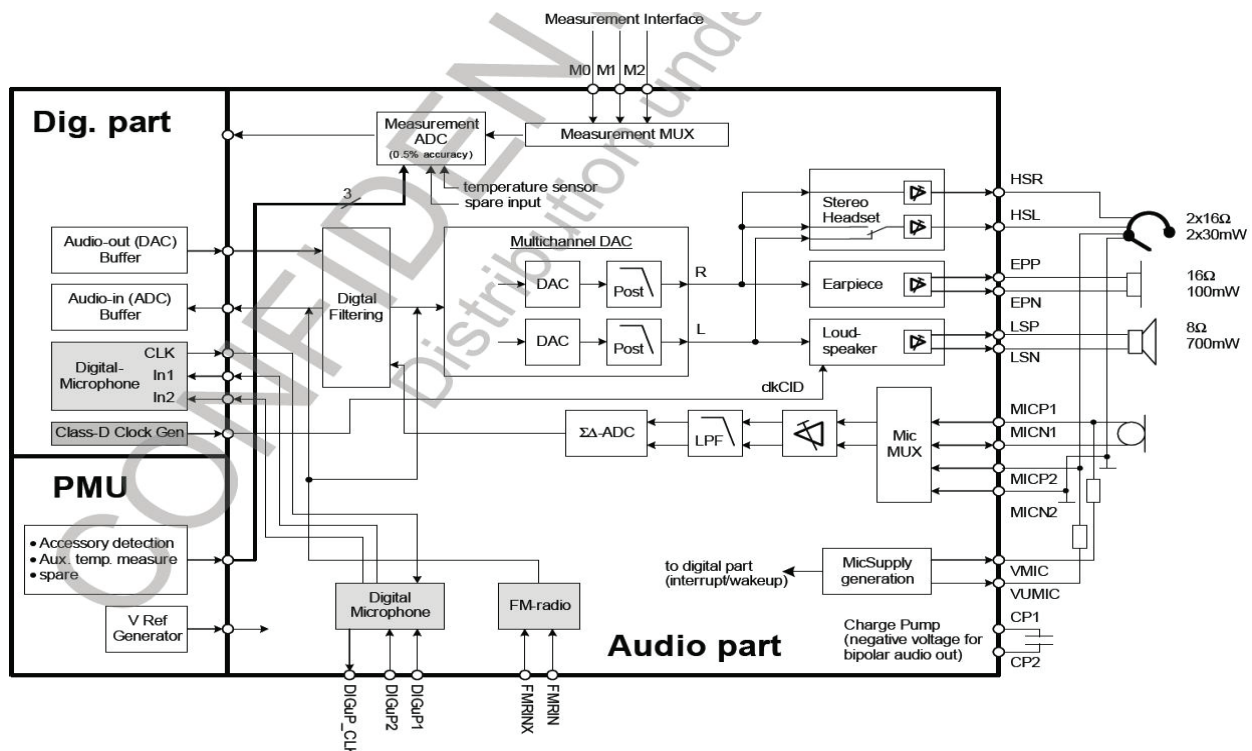 Measurement Interface
M0 M1 M2
Dig. part
Measurement
ADC
(0.5% accuracy)
Measurement MUX
temperature sensor
spare input
3
Audio-out (DAC)
Buffer
Audio-in (ADC)
Buffer
Digtal
Filtering
Multichannel DAC
DAC
Post
R
DAC
Post
L
Stereo
Headset
Earpiece
Loud-
speaker
HSR
HSL
2x16Ω
2x30mW
EPP
EPN
16Ω
100mW
LSP
LSN
8Ω
700mW
Digital-
Microphone
CLK
In1
In2
Class-D Clock Gen
clkCID
ΣΔ-ADC
LPF
Mic
MUX
MICP1
MICN1
MICP2
MICN2
PMU
• Accessory detection
• Aux. temp. measure
• spare
V Ref
Generator
Digital
Microphone
FM-radio
to digital part
(interrupt/wakeup)
MicSupply
generation
VMIC
VUMIC
Audio part
Charge Pump
(negative voltage for
bipolar audio out)
CP1
CP2
DIGuP_CLK
DIGuP2
DIGuP1
FMRINX
FMRIN
CONFIDENT
Distribution under